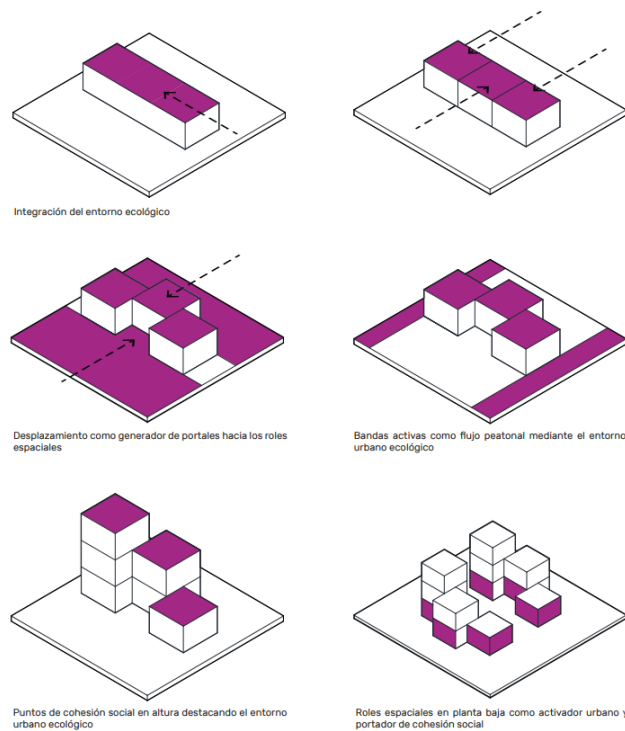 Integración del entorno ecológico
Desplazamiento como generador de portales hacia los roles
espaciales
Bandas activas como flujo peatonal mediante el entorno
urbano ecológico
Puntos de cohesión social en altura destacando el entorno
urbano ecológico
Roles espaciales en planta baja como activador urbano y
portador de cohesión social